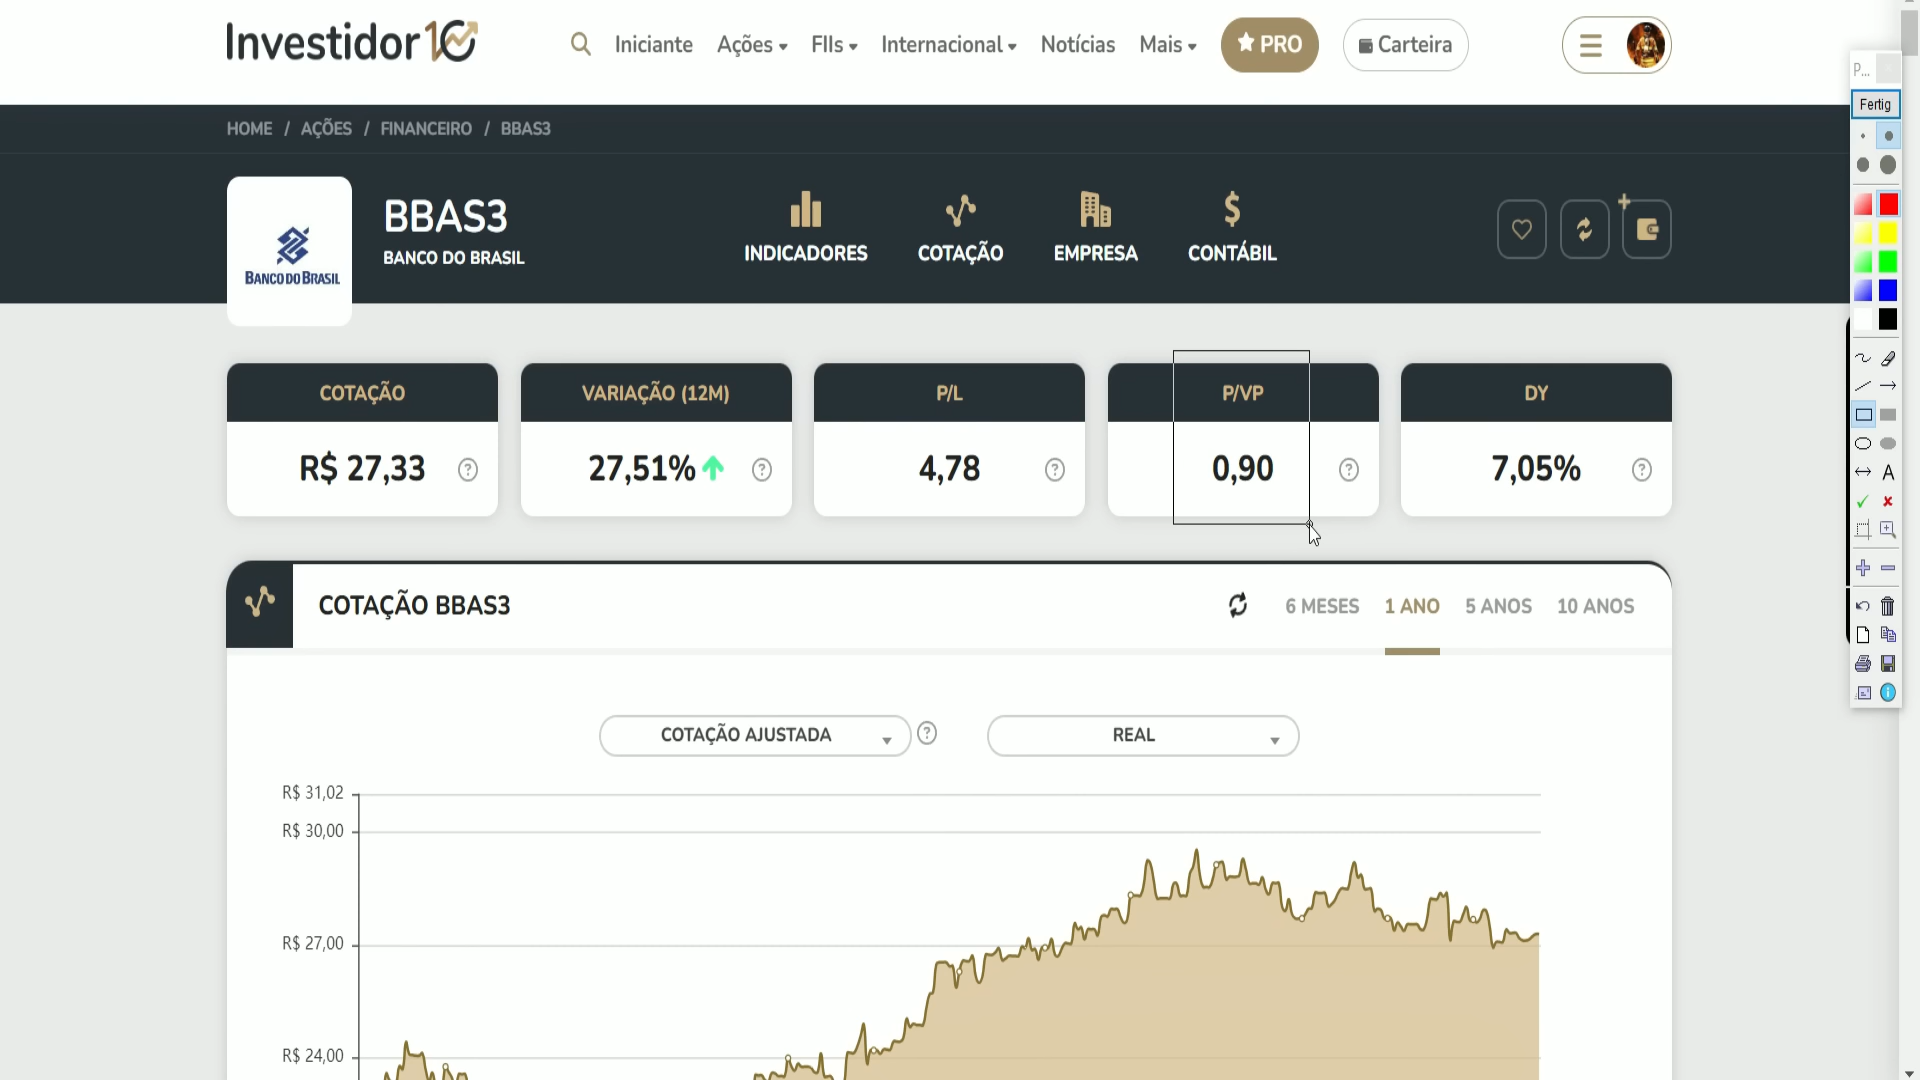 Investidor10
Iniciante Ações FIIs Internacional Notícias Mais PRO Carteira
P...
Fertig
HOME / AÇÕES / FINANCEIRO / BBAS3
BANCO DO BRASIL
BBAS3
BANCO DO BRASIL
INDICADORES COTAÇÃO EMPRESA CONTÁBIL
COTAÇÃO VARIAÇÃO (12M) P/L P/VP DY
R$ 27,33 ? 27,51% ? 4,78 ? 0,90 ? 7,05% ?
A
COTAÇÃO BBAS3 6 MESES 1 ANO 5 ANOS 10 ANOS
COTAÇÃO AJUSTADA ? REAL
R$ 31,02
R$ 30,00
R$ 27,00
R$ 24,00